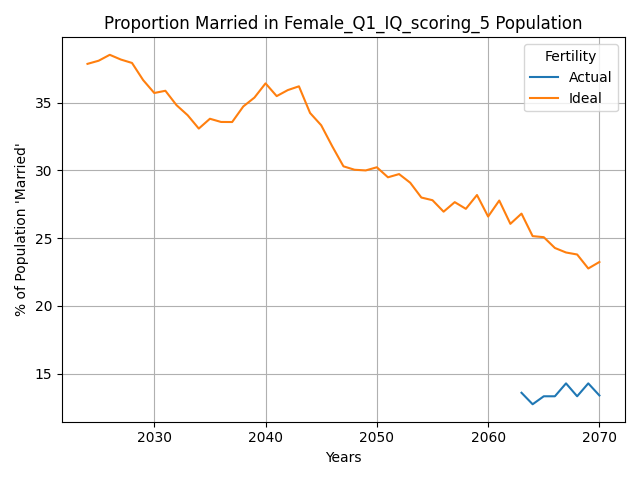 Proportion Married in Female_Q1_IQ_scoring_5 Population
Fertility
Actual
Ideal
% of Population 'Married'
35
30
25
20
15
2030
2040
2050
2060
2070
Years